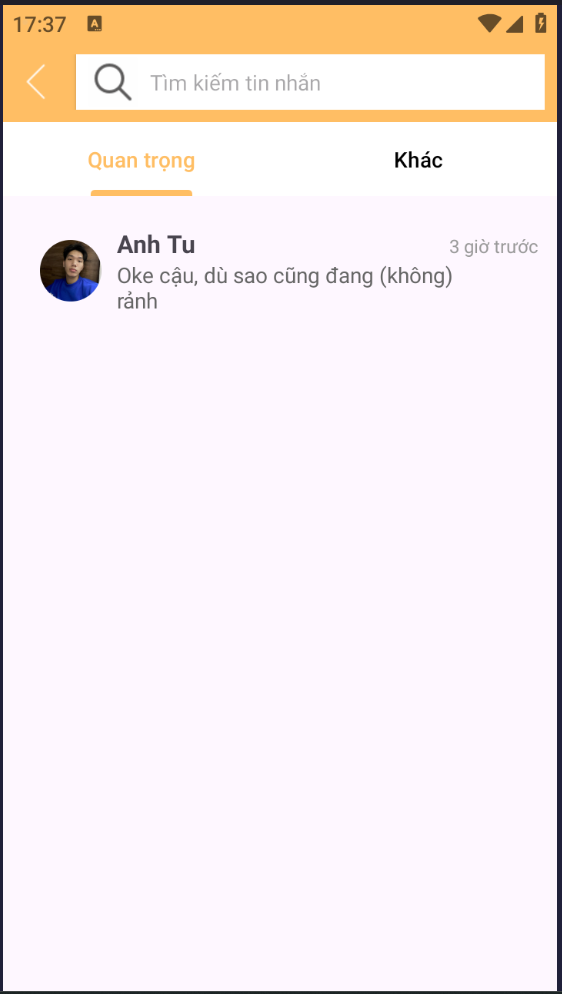 17:37
A
Tìm kiếm tin nhắn
Quan trọng
Khác
Anh Tu
3 giờ trước
Oke cậu, dù sao cũng đang (không)
rảnh